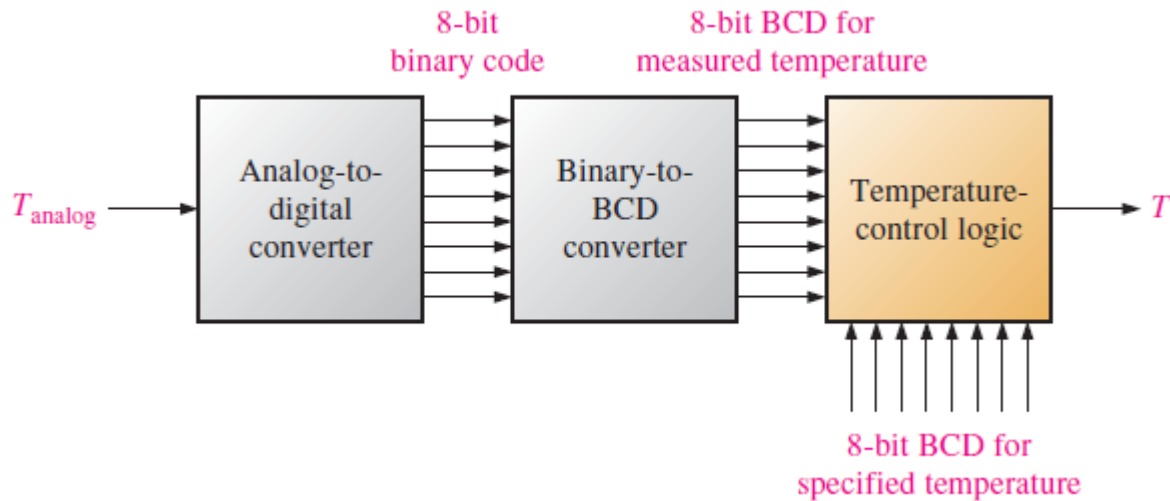 8-bit
binary code
8-bit BCD for
measured temperature
T analog
Analog-to-
digital
converter
Binary-to-
BCD
converter
Temperature-
control logic
T
8-bit BCD for
specified temperature